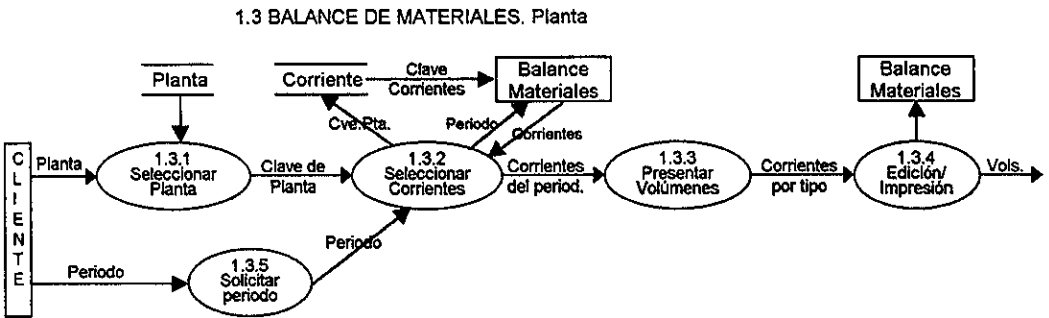 1.3 BALANCE DE MATERIALES. Planta
Planta
Corriente
Clave
Corrientes
Balance
Materiales
Balance
Materiales
Cve.Pta.
Periodo
Corrientes
CLIENTE
Planta
1.3.1
Seleccionar
Planta
Clave de
Planta
1.3.2
Seleccionar
Corrientes
Corrientes
del period.
1.3.3
Presentar
Volúmenes
Corrientes
por tipo
1.3.4
Edición/
Impresión
Vols.
Periodo
1.3.5
Solicitar
periodo
Periodo